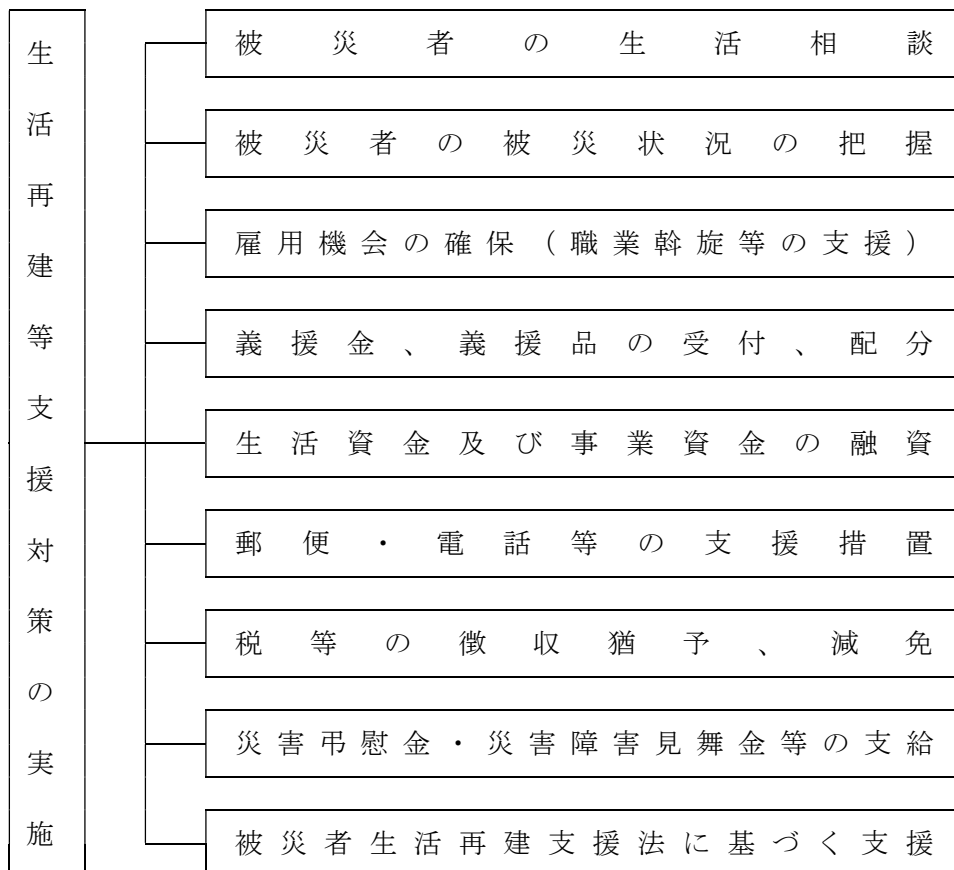 生活再建等支援対策の実施
被災者の生活相談
被災者の被災状況の把握
雇用機会の確保（職業斡旋等の支援）
義援金、義援品の受付、配分
生活資金及び事業資金の融資
郵便・電話等の支援措置
税等の徴収猶予、減免
災害弔慰金・災害障害見舞金等の支給
被災者生活再建支援法に基づく支援